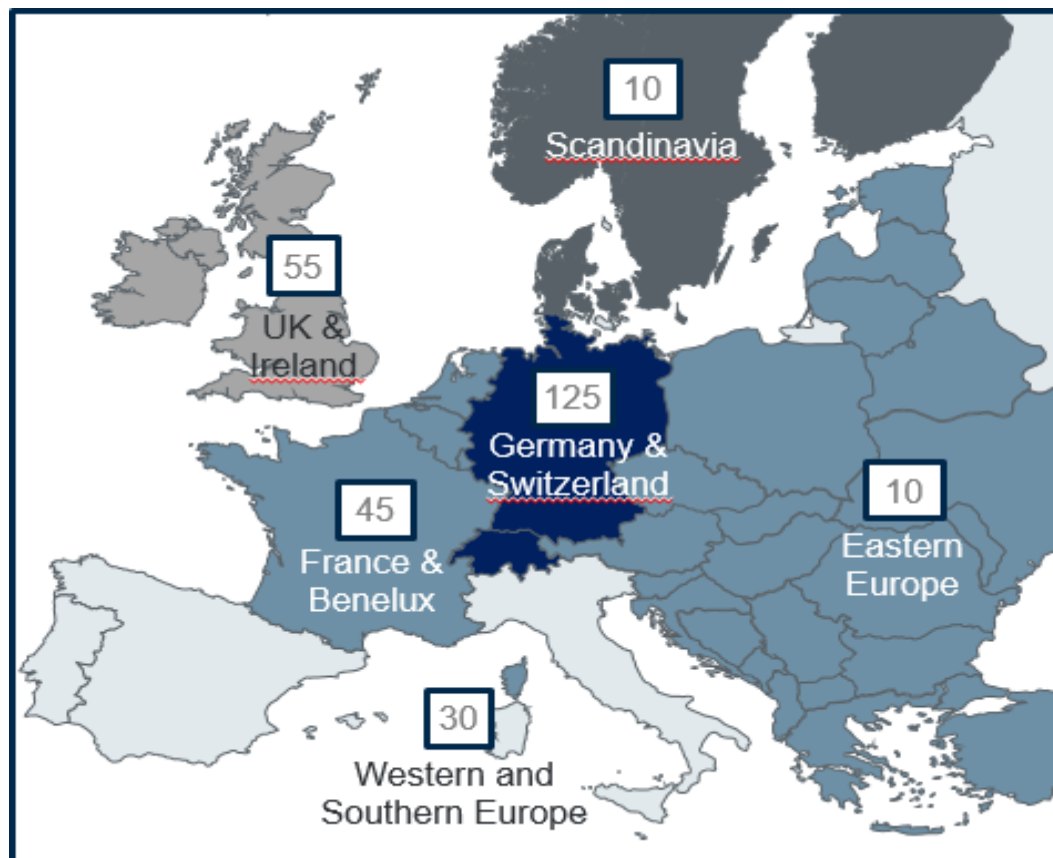 10
Scandinavia
55
UK &
Ireland
125
Germany &
Switzerland
45
France &
Benelux
10
Eastern
Europe
30
Western and
Southern Europe